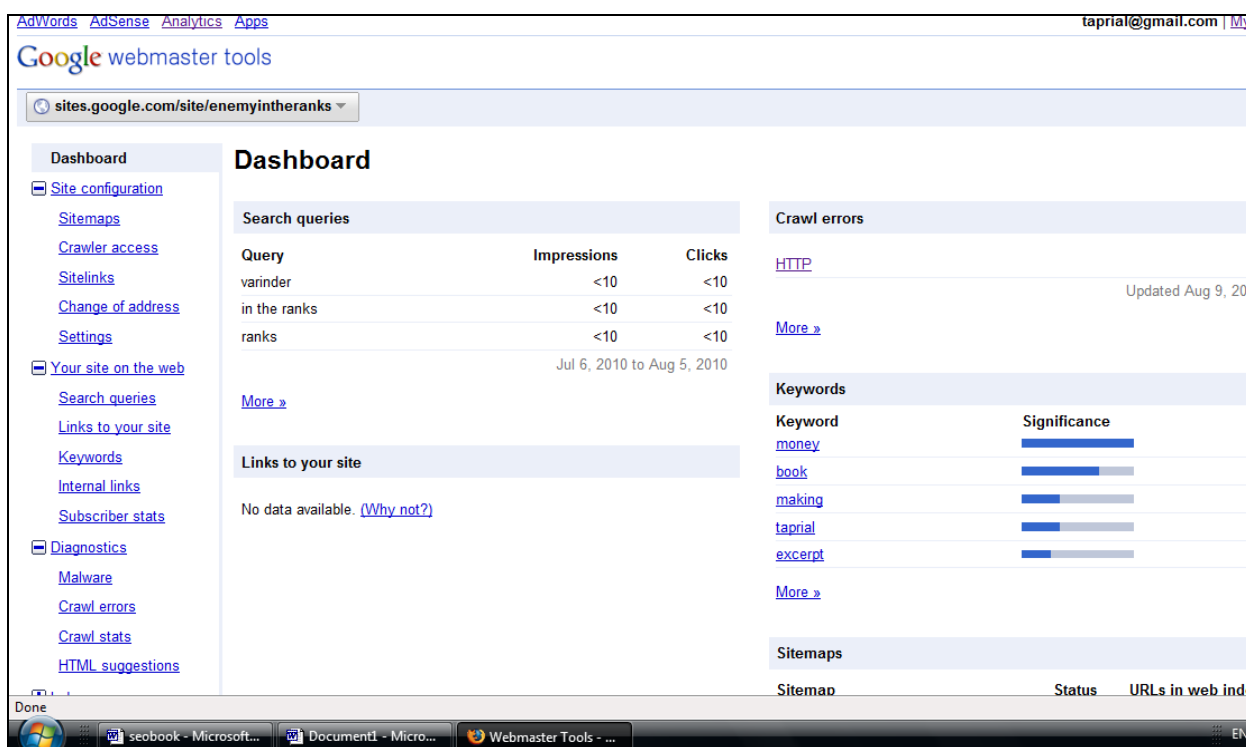 AdWords AdSense Analytics Apps taprial@gmail.com | My
Google webmaster tools
sites.google.com/site/enemyintheranks
Dashboard
Site configuration
Sitemaps
Crawler access
Sitelinks
Change of address
Settings
Your site on the web
Search queries
Links to your site
Keywords
Internal links
Subscriber stats
Diagnostics
Malware
Crawl errors
Crawl stats
HTML suggestions
Dashboard
Search queries
Query Impressions Clicks
varinder <10 <10
in the ranks <10 <10
ranks <10 <10
Jul 6, 2010 to Aug 5, 2010
More »
Links to your site
No data available. (Why not?)
Crawl errors
HTTP
Updated Aug 9, 20
More »
Keywords
Keyword Significance
money
book
making
taprial
excerpt
More »
Sitemaps
Sitemap Status URLs in web ind
Done
seobook - Microsoft... Document1 - Micro... Webmaster Tools - ... EN